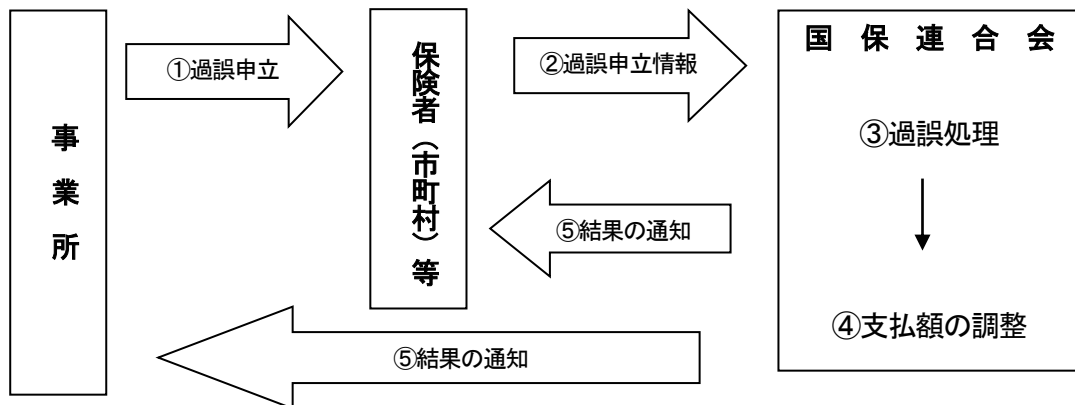 事業所
①過誤申立
保険者（市町村）等
②過誤申立情報
国保連合会
③過誤処理
④支払額の調整
⑤結果の通知
⑤結果の通知